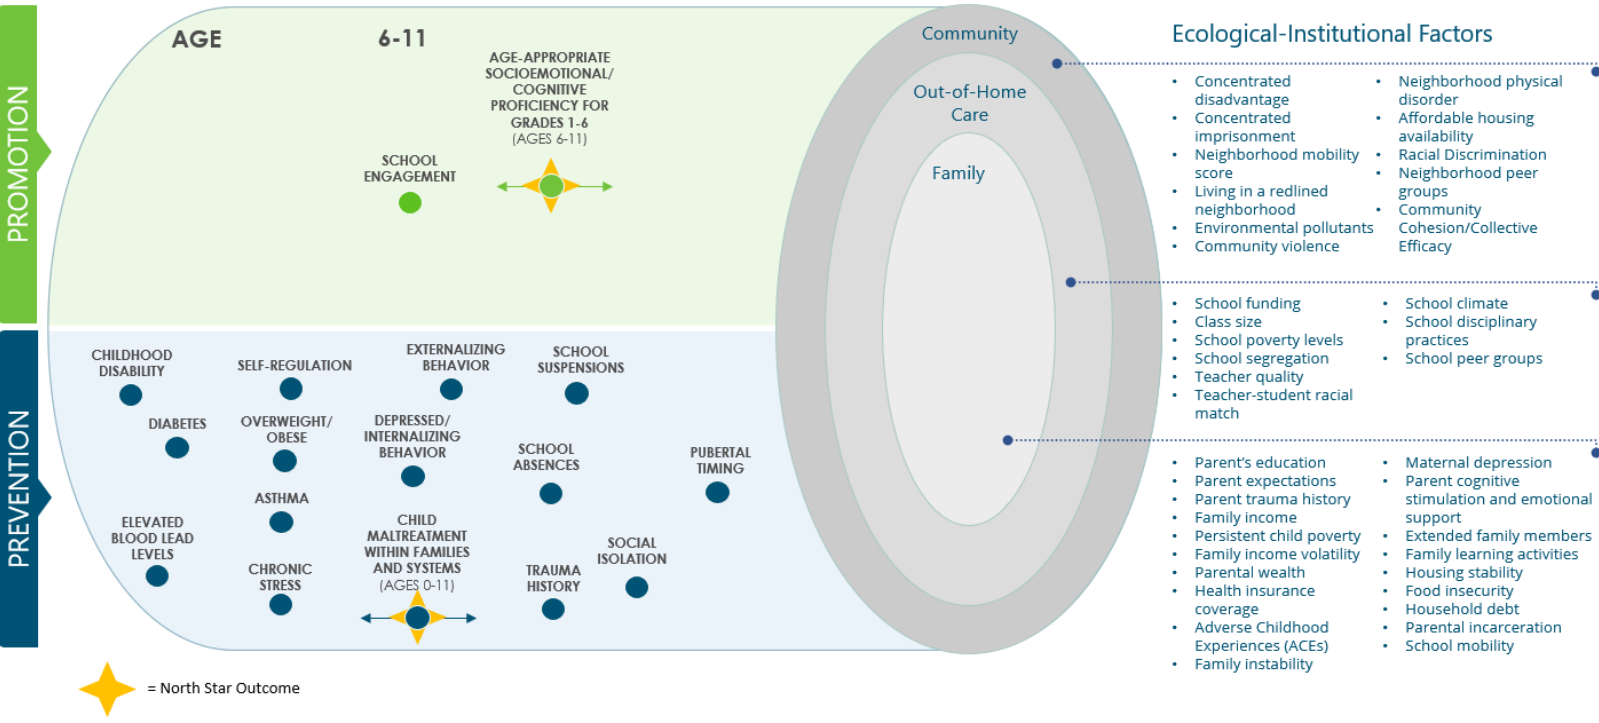 PROMOTION
AGE
6-11
AGE-APPROPRIATE
SOCIOEMOTIONAL/
COGNITIVE
PROFICIENCY FOR
GRADES 1-6
(AGES 6-11)
SCHOOL
ENGAGEMENT
PREVENTION
CHILDHOOD
DISABILITY
SELF-REGULATION
EXTERNALIZING
BEHAVIOR
SCHOOL
SUSPENSIONS
DIABETES
OVERWEIGHT/
OBESE
DEPRESSED/
INTERNALIZING
BEHAVIOR
SCHOOL
ABSENCES
PUBERTAL
TIMING
ASTHMA
ELEVATED
BLOOD LEAD
LEVELS
CHRONIC
STRESS
CHILD
MALTREATMENT
WITHIN FAMILIES
AND SYSTEMS
(AGES 0-11)
TRAUMA
HISTORY
SOCIAL
ISOLATION
= North Star Outcome
Community
Out-of-Home
Care
Family
Ecological-Institutional Factors
• Concentrated
disadvantage
• Concentrated
imprisonment
• Neighborhood mobility
score
• Living in a redlined
neighborhood
• Environmental pollutants
• Community violence
• Neighborhood physical
disorder
• Affordable housing
availability
• Racial Discrimination
• Neighborhood peer
groups
• Community
Cohesion/Collective
Efficacy
• School funding
• Class size
• School poverty levels
• School segregation
• Teacher quality
• Teacher-student racial
match
• School climate
• School disciplinary
practices
• School peer groups
• Parent's education
• Parent expectations
• Parent trauma history
• Family income
• Persistent child poverty
• Family income volatility
• Parental wealth
• Health insurance
coverage
• Adverse Childhood
Experiences (ACEs)
• Family instability
• Maternal depression
• Parent cognitive
stimulation and emotional
support
• Extended family members
• Family learning activities
• Housing stability
• Food insecurity
• Household debt
• Parental incarceration
• School mobility